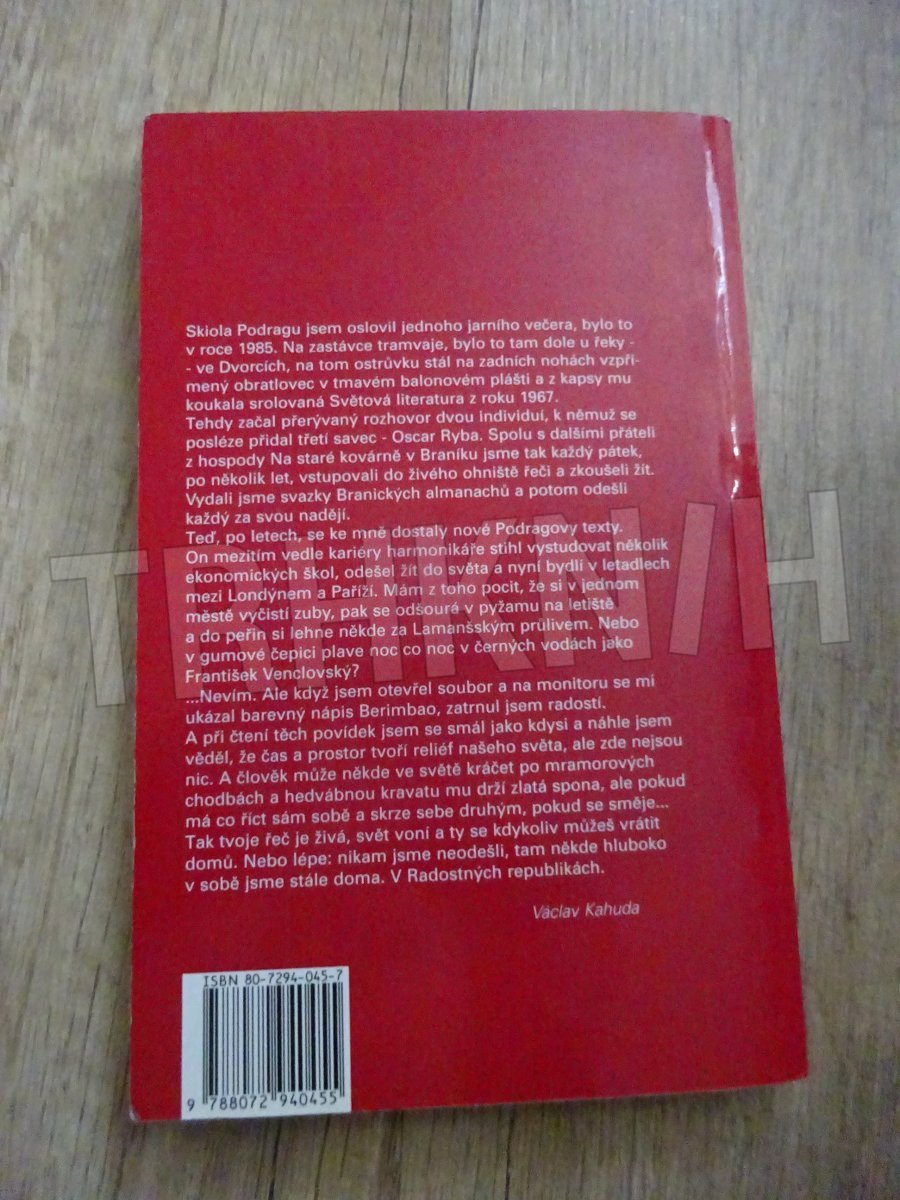 Skiola Podragu jsem oslovil jednoho jarního večera, bylo to
v roce 1985. Na zastávce tramvaje, bylo to tam dole u řeky -
- ve Dvorcích, na tom ostrůvku stál na zadních nohách vzpří-
mený obratlovec v tmavém balonovém plášti a z kapsy mu
koukala srolovaná Světová literatura z roku 1967.
Tehdy začal přerývaný rozhovor dvou individuí, k němuž se
posléze přidal třetí savec - Oscar Ryba. Spolu s dalšími přáteli
z hospody Na staré kovárně v Braníku jsme tak každý pátek,
po několik let, vstupovali do živého ohniště řeči a zkoušeli žít.
Vydali jsme svazky Branických almanachů a potom odešli
každý za svou nadějí.
Teď, po letech, se ke mně dostaly nové Podragovy texty.
On mezitím vedle kariéry harmonikáře stihl vystudovat několik
ekonomických škol, odešel žít do světa a nyní bydlí v letadlech
mezi Londýnem a Paříží. Mám z toho pocit, že si v jednom
městě vyčistí zuby, pak se odšourá v pyžamu na letiště
a do peřin si lehne někde za Lamanšským průlivem. Nebo
v gumové čepici plave noc co noc v černých vodách jako
František Venclovský?
...Nevím. Ale když jsem otevřel soubor a na monitoru se mi
ukázal barevný nápis Berimbao, zatrnul jsem radostí.
A při čtení těch povídek jsem se smál jako kdysi a náhle jsem
věděl, že čas a prostor tvoří reliéf našeho světa, ale zde nejsou
nic. A člověk může někde ve světě kráčet po mramorových
chodbách a hedvábnou kravatu mu drží zlatá spona, ale pokud
má co říct sám sobě a skrze sebe druhým, pokud se směje...
Tak tvoje řeč je živá, svět voní a ty se kdykoliv můžeš vrátit
domů. Nebo lépe: nikam jsme neodešli, tam někde hluboko
v sobě jsme stále doma. V Radostných republikách.
Václav Kahuda
ISBN 80-7294-045-7
9 788072 940455
TRHKNIH